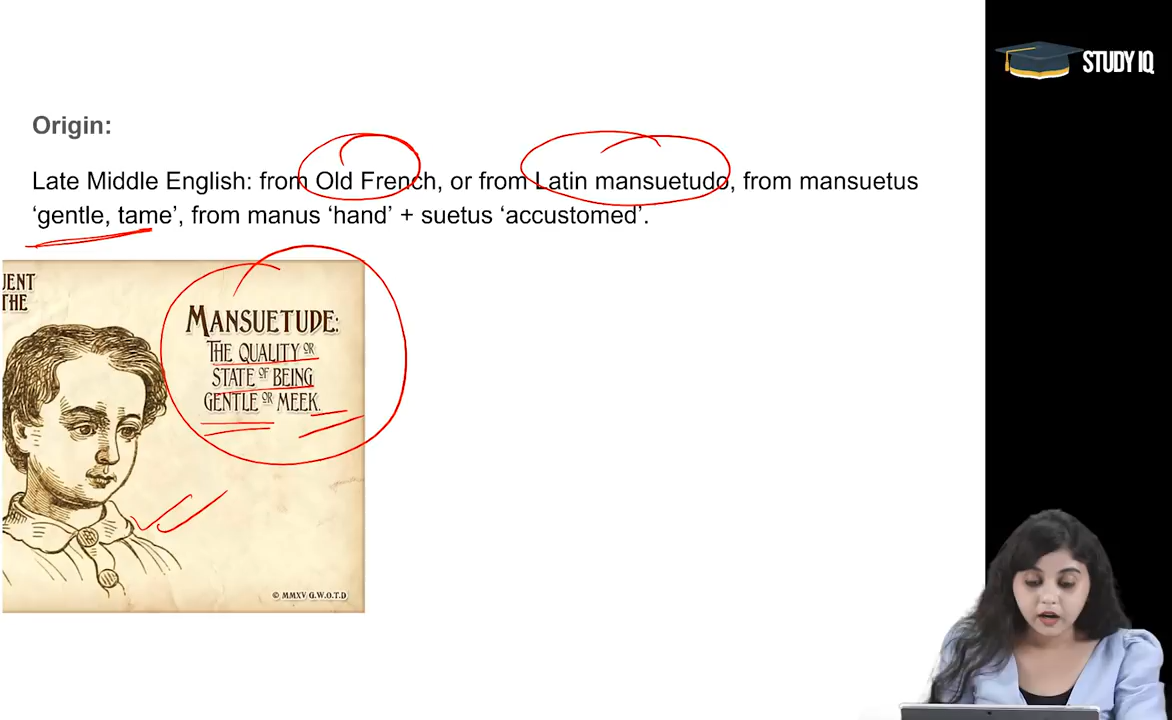 STUDY IQ
Origin:
Late Middle English: from Old French, or from Latin mansuetudo, from mansuetus
‘gentle, tame’, from manus ‘hand’ + suetus ‘accustomed’.
THE
MANSUETUDE:
THE QUALITY OR
STATE OF BEING
GENTLE OR MEEK.
© MMXV G.W.O.T.D